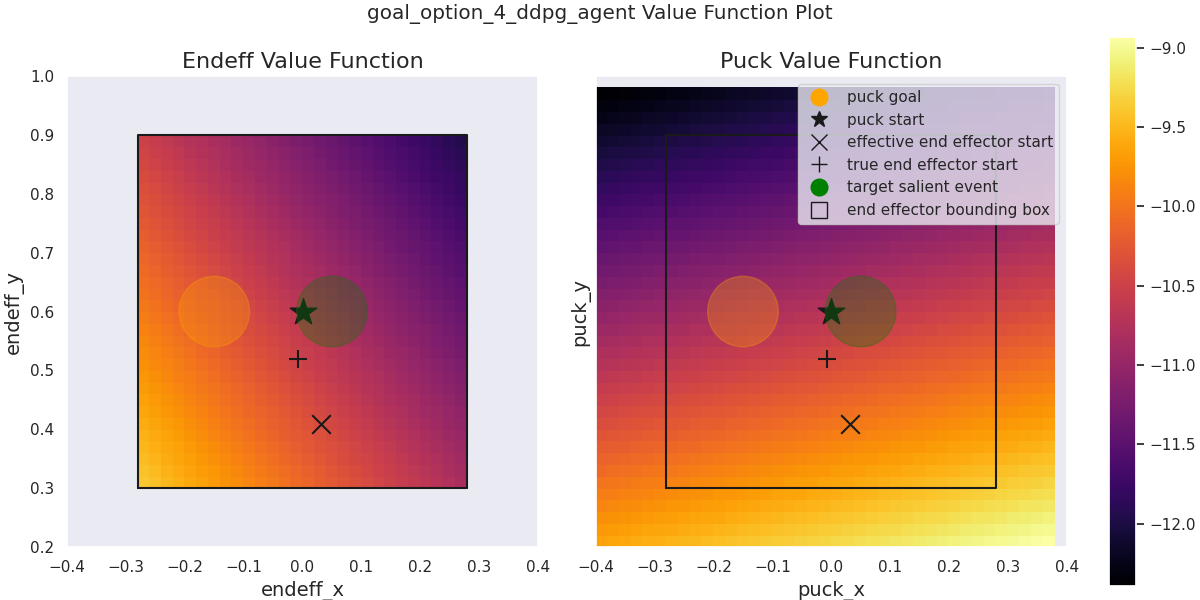 goal_option_4_ddpg_agent Value Function Plot
Endeff Value Function
1.0
0.9
0.8
0.7
0.6
0.5
0.4
0.3
0.2
endeff_y
−0.4 −0.3 −0.2 −0.1 0.0 0.1 0.2 0.3 0.4
endeff_x
Puck Value Function
puck goal
puck start
effective end effector start
true end effector start
target salient event
end effector bounding box
puck_y
−0.4 −0.3 −0.2 −0.1 0.0 0.1 0.2 0.3 0.4
puck_x
−9.0
−9.5
−10.0
−10.5
−11.0
−11.5
−12.0